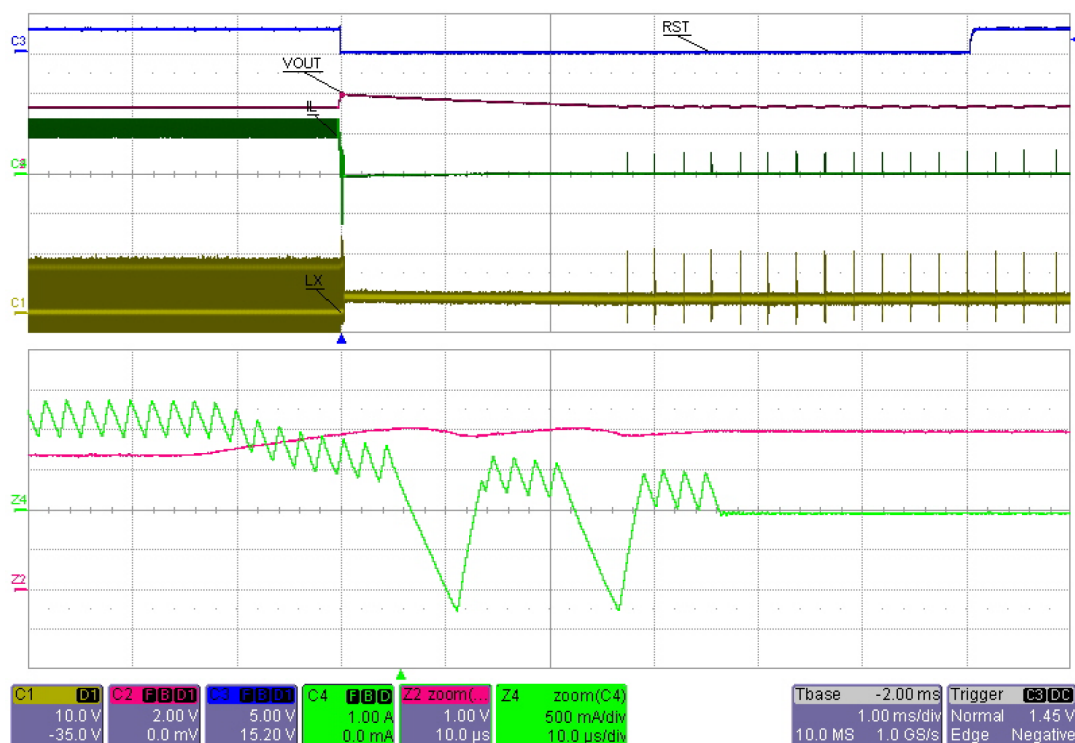 C3
RST
VOUT
IL
LX
C1
Z4
Z2
C1 D1
10.0 V
-35.0 V
C2 F B D1
2.00 V
0.0 mV
C3 F B D1
5.00 V
15.20 V
C4 F B D
1.00 A
0.0 mA
Z2 zoom(...
1.00 V
10.0 µs
Z4 zoom(C4)
500 mA/div
10.0 µs/div
Tbase -2.00 ms
1.00 ms/div
10.0 MS 1.0 GS/s
Trigger C3 DC
Normal 1.45 V
Edge Negative